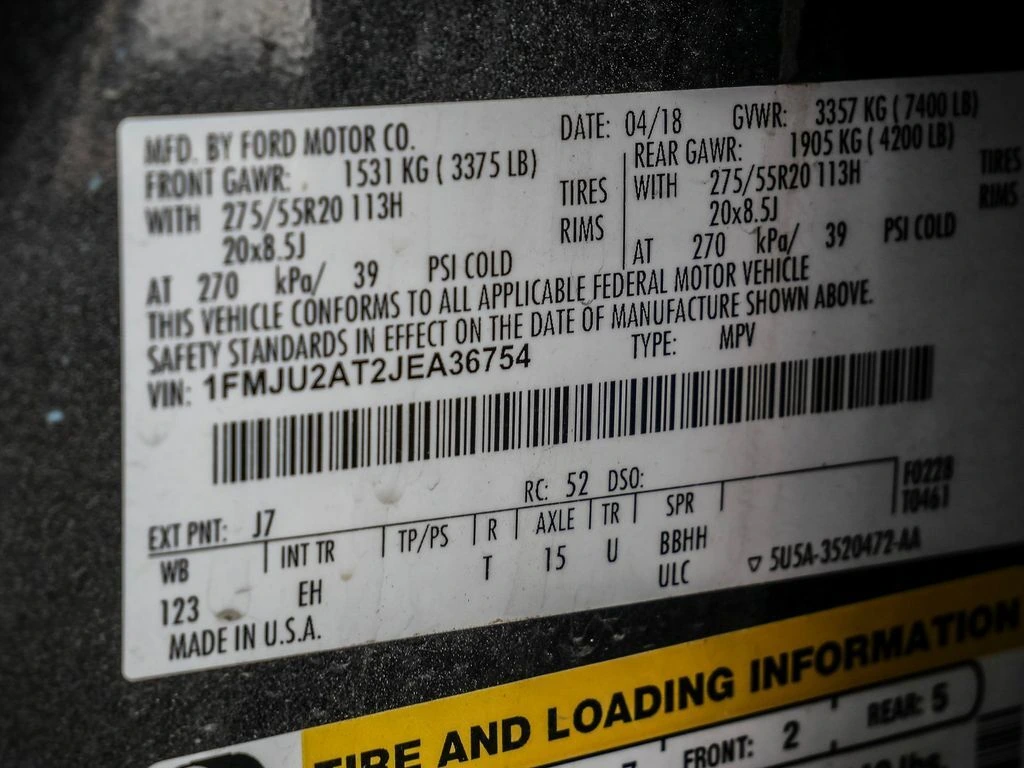 MFD. BY FORD MOTOR CO. DATE: 04/18 GVWR: 3357 KG ( 7400 LB)
FRONT GAWR: 1531 KG ( 3375 LB) REAR GAWR: 1905 KG ( 4200 LB)
WITH 275/55R20 113H TIRES WITH 275/55R20 113H TIRES
20x8.5J RIMS 20x8.5J RIMS
AT 270 kPa/ 39 PSI COLD AT 270 kPa/ 39 PSI COLD
THIS VEHICLE CONFORMS TO ALL APPLICABLE FEDERAL MOTOR VEHICLE
SAFETY STANDARDS IN EFFECT ON THE DATE OF MANUFACTURE SHOWN ABOVE.
VIN: 1FMJU2AT2JEA36754 TYPE: MPV
EXT PNT: J7 RC: 52 DSO: F0228
T0461
WB INT TR TP/PS R AXLE TR SPR
123 EH T 15 U BBHH
ULC ▽ 5U5A-3520472-AA
MADE IN U.S.A.
TIRE AND LOADING INFORMATION
FRONT: 2 REAR: 5
lbs.